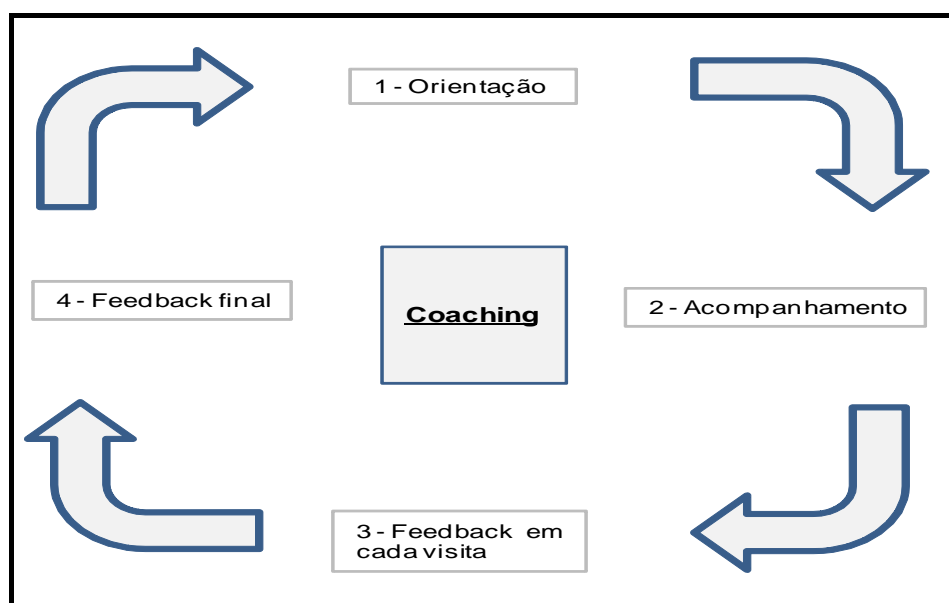 1 - Orientação
4 - Feedback final
Coaching
2 - Acompanhamento
3 - Feedback em
cada visita